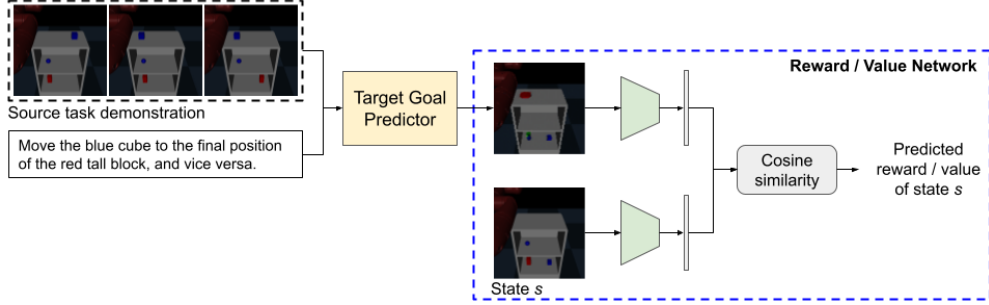 Source task demonstration
Move the blue cube to the final position
of the red tall block, and vice versa.
Target Goal
Predictor
Reward / Value Network
Cosine
similarity
Predicted
reward / value
of state s
State s